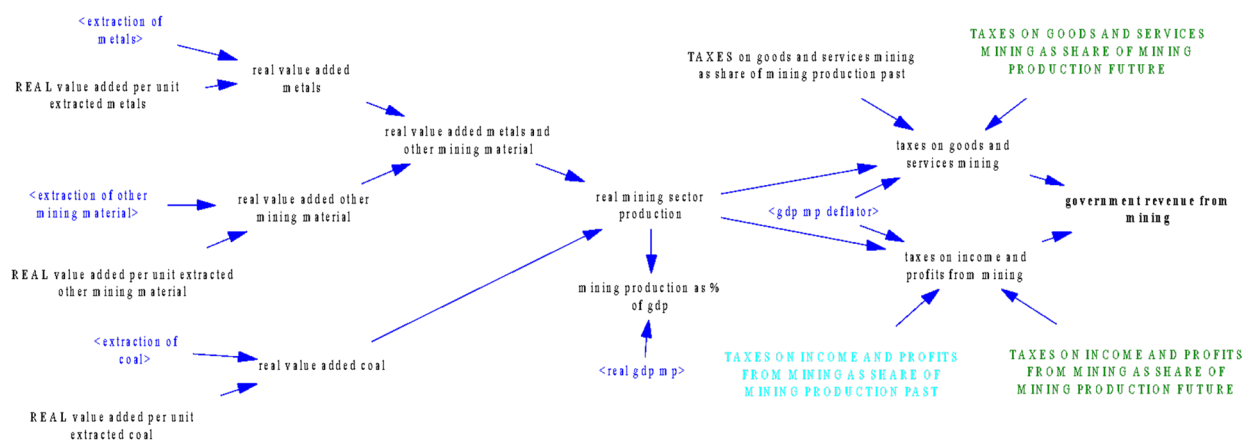 <extraction of
metals>
REAL value added per unit
extracted metals
real value added
metals
<extraction of other
mining material>
REAL value added per unit extracted
other mining material
real value added other
mining material
real value added metals and
other mining material
<extraction of
coal>
REAL value added per unit
extracted coal
real value added coal
real mining sector
production
mining production as %
of gdp
<real gdp mp>
TAXES on goods and services mining
as share of mining production past
TAXES ON GOODS AND SERVICES
MINING AS SHARE OF MINING
PRODUCTION FUTURE
taxes on goods and
services mining
<gdp mp deflator>
taxes on income and
profits from mining
government revenue from
mining
TAXES ON INCOME AND PROFITS
FROM MINING AS SHARE OF
MINING PRODUCTION PAST
TAXES ON INCOME AND PROFITS
FROM MINING AS SHARE OF
MINING PRODUCTION FUTURE